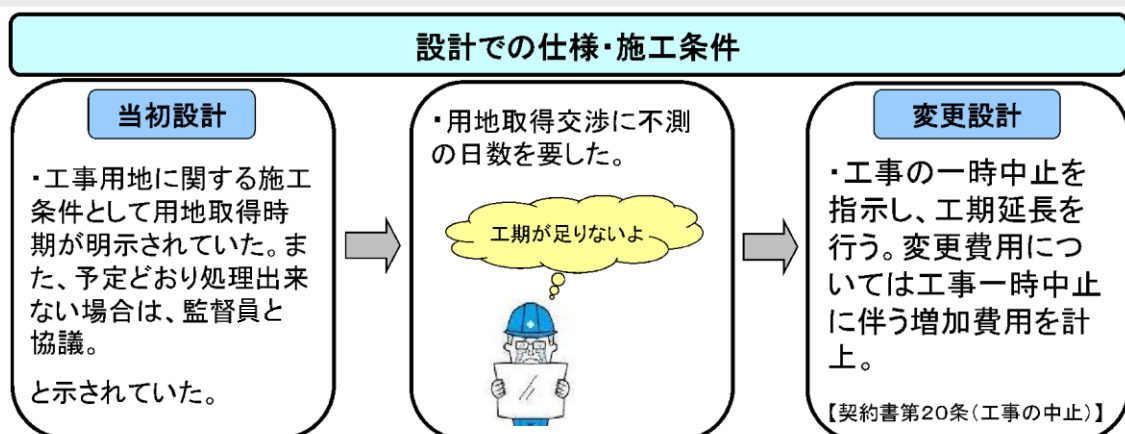 設計での仕様・施工条件
当初設計
・工事用地に関する施工
条件として用地取得時
期が明示されていた。ま
た、予定どおり処理出来
ない場合は、監督員と
協議。
と示されていた。
・用地取得交渉に不測
の日数を要した。
工期が足りないよ
変更設計
・工事の一時中止を
指示し、工期延長を
行う。変更費用につ
いては工事一時中止
に伴う増加費用を計
上。
【契約書第20条(工事の中止)】